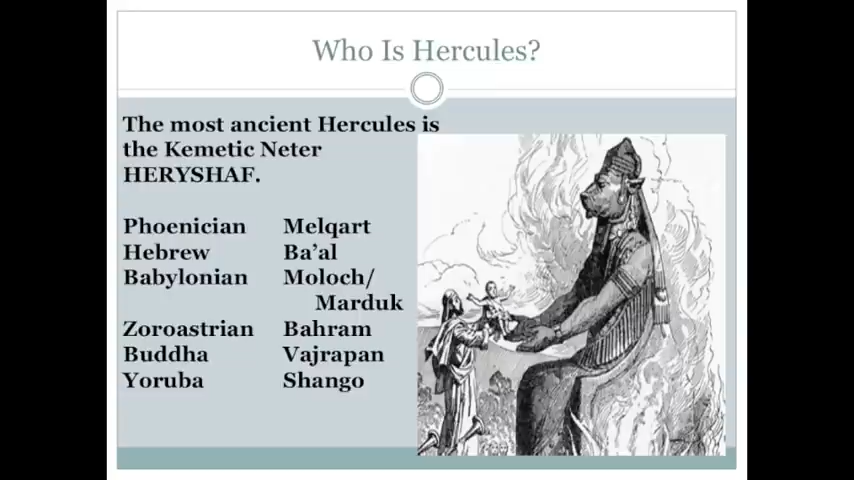 Who Is Hercules?
The most ancient Hercules is
the Kemetic Neter
HERYSHAF.
Phoenician Melqart
Hebrew Ba’al
Babylonian Moloch/
Marduk
Zoroastrian Bahram
Buddha Vajrapan
Yoruba Shango